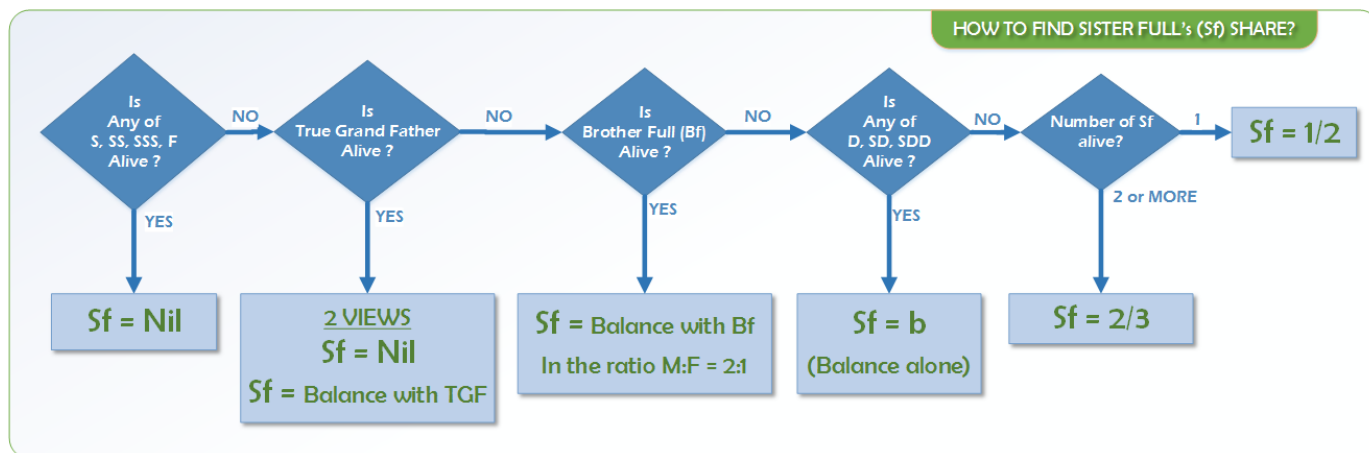 HOW TO FIND SISTER FULL's (Sf) SHARE?
Is
Any of
S, SS, SSS, F
Alive ?
NO
Is
True Grand Father
Alive ?
NO
Is
Brother Full (Bf)
Alive ?
NO
Is
Any of
D, SD, SDD
Alive ?
NO
Number of Sf
alive?
1
Sf = 1/2
YES
YES
YES
YES
2 or MORE
Sf = Nil
2 VIEWS
Sf = Nil
Sf = Balance with TGF
Sf = Balance with Bf
In the ratio M:F = 2:1
Sf = b
(Balance alone)
Sf = 2/3